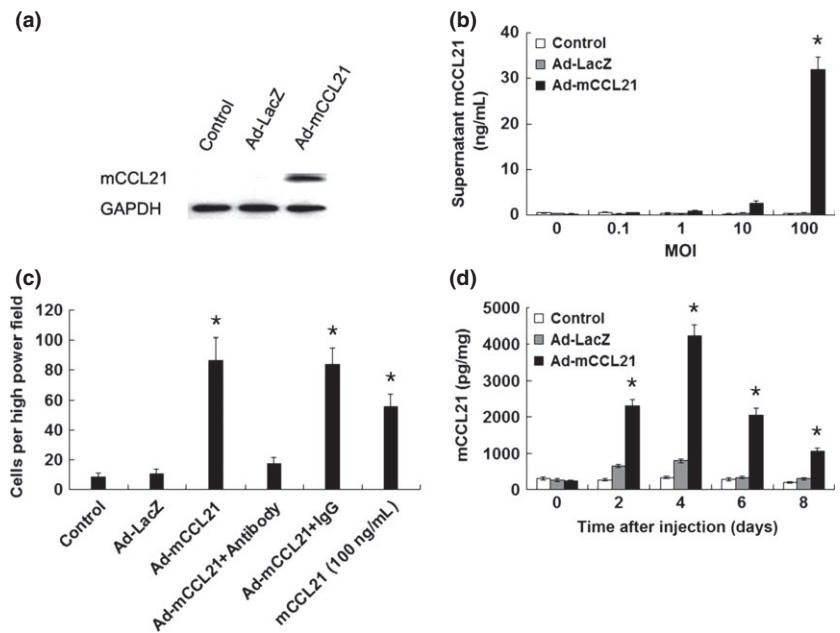 (a)
Control
Ad-LacZ
Ad-mCCL21
mCCL21
GAPDH
(b)
Supernatant mCCL21
(ng/mL)
40
30
20
10
0
Control
Ad-LacZ
Ad-mCCL21
*
0 0.1 1 10 100
MOI
(c)
Cells per high power field
120
100
80
60
40
20
0
* * *
Control
Ad-LacZ
Ad-mCCL21
Ad-mCCL21+Antibody
Ad-mCCL21+IgG
mCCL21 (100 ng/mL)
(d)
mCCL21 (pg/mg)
5000
4000
3000
2000
1000
0
Control
Ad-LacZ
Ad-mCCL21
* * * *
0 2 4 6 8
Time after injection (days)